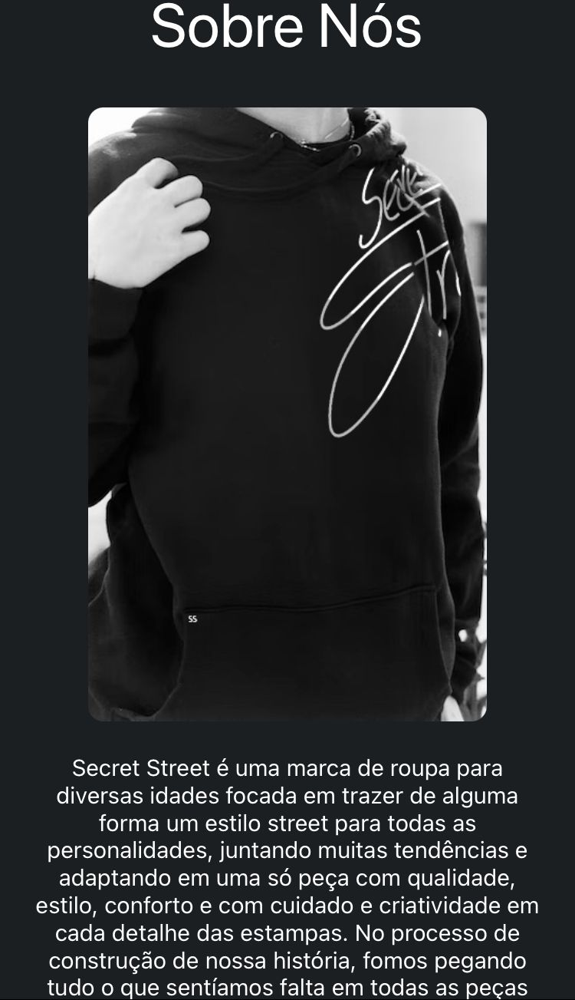 Sobre Nós
Secre
Str
SS
Secret Street é uma marca de roupa para
diversas idades focada em trazer de alguma
forma um estilo street para todas as
personalidades, juntando muitas tendências e
adaptando em uma só peça com qualidade,
estilo, conforto e com cuidado e criatividade em
cada detalhe das estampas. No processo de
construção de nossa história, fomos pegando
tudo o que sentíamos falta em todas as peças